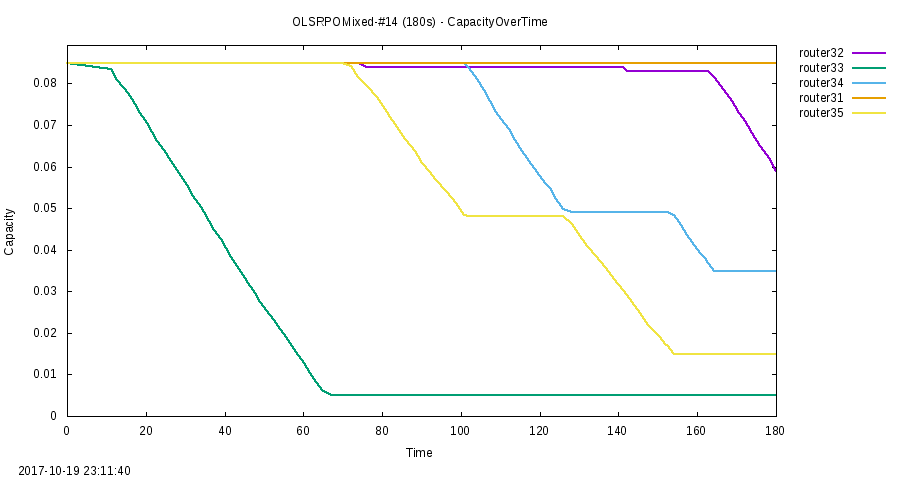 OLSRPOMixed-#14 (180s) - CapacityOverTime
router32
router33
router34
router31
router35
0.08
0.07
0.06
0.05
0.04
0.03
0.02
0.01
0
Capacity
0 20 40 60 80 100 120 140 160 180
Time
2017-10-19 23:11:40